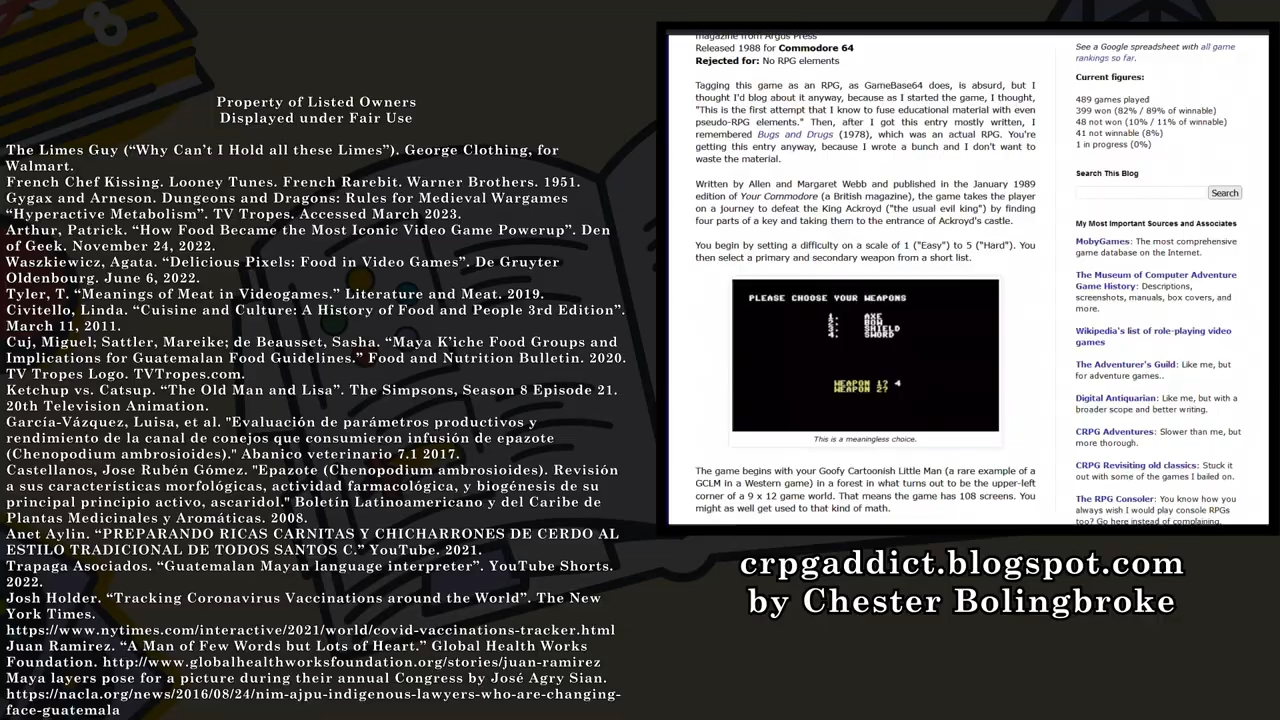 Property of Listed Owners
Displayed under Fair Use
The Limes Guy (“Why Can’t I Hold all these Limes”). George Clothing, for
Walmart.
French Chef Kissing. Looney Tunes. French Rarebit. Warner Brothers. 1951.
Gygax and Arneson. Dungeons and Dragons: Rules for Medieval Wargames
“Hyperactive Metabolism”. TV Tropes. Accessed March 2023.
Arthur, Patrick. “How Food Became the Most Iconic Video Game Powerup”. Den
of Geek. November 24, 2022.
Waszkiewicz, Agata. “Delicious Pixels: Food in Video Games”. De Gruyter
Oldenbourg. June 6, 2022.
Tyler, T. “Meanings of Meat in Videogames.” Literature and Meat. 2019.
Civitello, Linda. “Cuisine and Culture: A History of Food and People 3rd Edition”.
March 11, 2011.
Cuj, Miguel; Sattler, Mareike; de Beausset, Sasha. “Maya K’iche Food Groups and
Implications for Guatemalan Food Guidelines.” Food and Nutrition Bulletin. 2020.
TV Tropes Logo. TVTropes.com.
Ketchup vs. Catsup. “The Old Man and Lisa”. The Simpsons, Season 8 Episode 21.
20th Television Animation.
García-Vázquez, Luisa, et al. "Evaluación de parámetros productivos y
rendimiento de la canal de conejos que consumieron infusión de epazote
(Chenopodium ambrosioides)." Abanico veterinario 7.1 2017.
Castellanos, Jose Rubén Gómez. "Epazote (Chenopodium ambrosioides). Revisión
a sus características morfológicas, actividad farmacológica, y biogénesis de su
principal principio activo, ascaridol." Boletín Latinoamericano y del Caribe de
Plantas Medicinales y Aromáticas. 2008.
Anet Aylin. “PREPARANDO RICAS CARNITAS Y CHICHARRONES DE CERDO AL
ESTILO TRADICIONAL DE TODOS SANTOS C.” YouTube. 2021.
Trapaga Asociados. “Guatemalan Mayan language interpreter”. YouTube Shorts.
2022.
Josh Holder. “Tracking Coronavirus Vaccinations around the World”. The New
York Times.
https://www.nytimes.com/interactive/2021/world/covid-vaccinations-tracker.html
Juan Ramirez. “A Man of Few Words but Lots of Heart.” Global Health Works
Foundation. http://www.globalhealthworksfoundation.org/stories/juan-ramirez
Maya layers pose for a picture during their annual Congress by José Agry Sian.
https://nacla.org/news/2016/08/24/nim-ajpu-indigenous-lawyers-who-are-changing-
face-guatemala
magazine from Argus Press
Released 1988 for Commodore 64
Rejected for: No RPG elements
Tagging this game as an RPG, as GameBase64 does, is absurd, but I
thought I'd blog about it anyway, because as I started the game, I thought,
"This is the first attempt that I know to fuse educational material with even
pseudo-RPG elements." Then, after I got this entry mostly written, I
remembered Bugs and Drugs (1978), which was an actual RPG. You're
getting this entry anyway, because I wrote a bunch and I don't want to
waste the material.
Written by Allen and Margaret Webb and published in the January 1989
edition of Your Commodore (a British magazine), the game takes the player
on a journey to defeat the King Ackroyd ("the usual evil king") by finding
four parts of a key and taking them to the entrance of Ackroyd's castle.
You begin by setting a difficulty on a scale of 1 ("Easy") to 5 ("Hard"). You
then select a primary and secondary weapon from a short list.
PLEASE CHOOSE YOUR WEAPONS
1. AXE
2. BOW
3. SHIELD
4. SWORD
WEAPON 1? 4
WEAPON 2?
This is a meaningless choice.
The game begins with your Goofy Cartoonish Little Man (a rare example of a
GCLM in a Western game) in a forest in what turns out to be the upper-left
corner of a 9 x 12 game world. That means the game has 108 screens. You
might as well get used to that kind of math.
See a Google spreadsheet with all game
rankings so far.
Current figures:
489 games played
399 won (82% / 89% of winnable)
48 not won (10% / 11% of winnable)
41 not winnable (8%)
1 in progress (0%)
Search This Blog
Search
My Most Important Sources and Associates
MobyGames: The most comprehensive
game database on the Internet.
The Museum of Computer Adventure
Game History: Descriptions,
screenshots, manuals, box covers, and
more.
Wikipedia's list of role-playing video
games
The Adventurer's Guild: Like me, but
for adventure games..
Digital Antiquarian: Like me, but with a
broader scope and better writing.
CRPG Adventures: Slower than me, but
more thorough.
CRPG Revisiting old classics: Stuck it
out with some of the games I bailed on.
The RPG Consoler: You know how you
always wish I would play console RPGs
too? Go here instead of complaining.
crpgaddict.blogspot.com
by Chester Bolingbroke